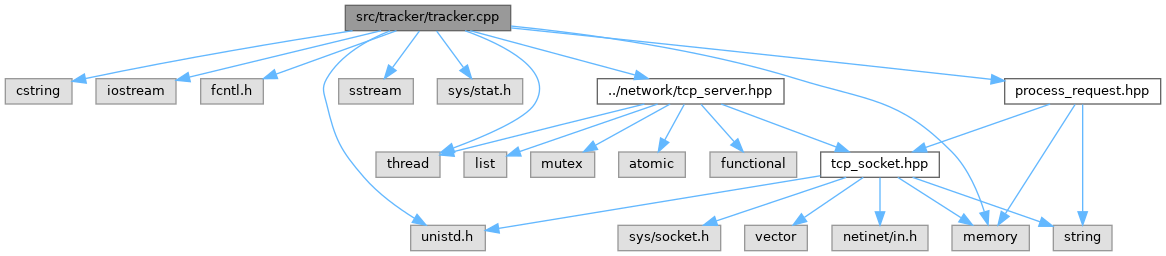 src/tracker/tracker.cpp
cstring
iostream
fcntl.h
sstream
sys/stat.h
../network/tcp_server.hpp
process_request.hpp
thread
list
mutex
atomic
functional
tcp_socket.hpp
unistd.h
sys/socket.h
vector
netinet/in.h
memory
string